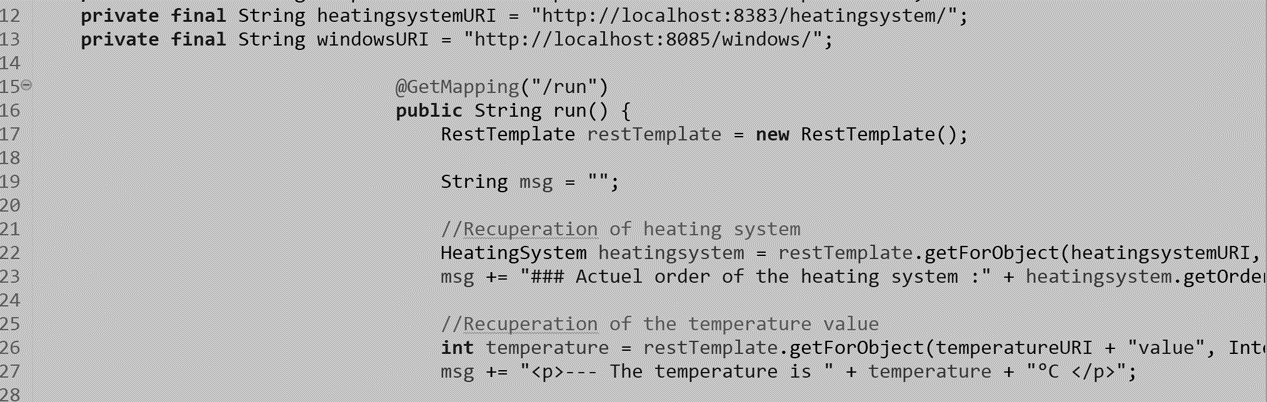 12 private final String heatingsystemURI = "http://localhost:8383/heatingsystem/";
13 private final String windowsURI = "http://localhost:8085/windows/";
14
15 @GetMapping("/run")
16 public String run() {
17 RestTemplate restTemplate = new RestTemplate();
18
19 String msg = "";
20
21 //Recuperation of heating system
22 HeatingSystem heatingsystem = restTemplate.getForObject(heatingsystemURI,
23 msg += "### Actuel order of the heating system :" + heatingsystem.getOrde
24
25 //Recuperation of the temperature value
26 int temperature = restTemplate.getForObject(temperatureURI + "value", Inte
27 msg += "<p>--- The temperature is " + temperature + "°C </p>";
28